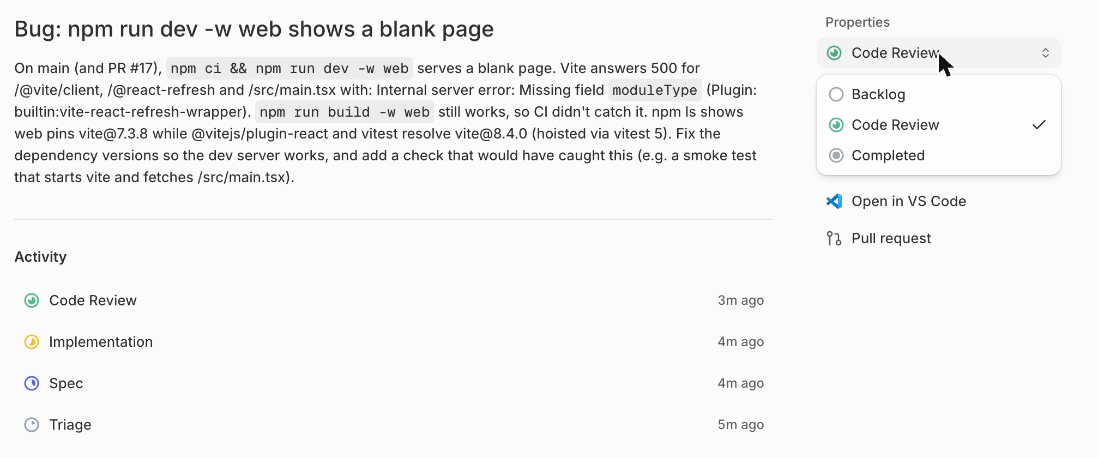 Bug: npm run dev -w web shows a blank page
On main (and PR #17), npm ci && npm run dev -w web serves a blank page. Vite answers 500 for
/@vite/client, /@react-refresh and /src/main.tsx with: Internal server error: Missing field moduleType (Plugin:
builtin:vite-react-refresh-wrapper). npm run build -w web still works, so CI didn't catch it. npm ls shows
web pins vite@7.3.8 while @vitejs/plugin-react and vitest resolve vite@8.4.0 (hoisted via vitest 5). Fix the
dependency versions so the dev server works, and add a check that would have caught this (e.g. a smoke test
that starts vite and fetches /src/main.tsx).
Activity
Code Review 3m ago
Implementation 4m ago
Spec 4m ago
Triage 5m ago
Properties
Code Review
Backlog
Code Review
Completed
Open in VS Code
Pull request